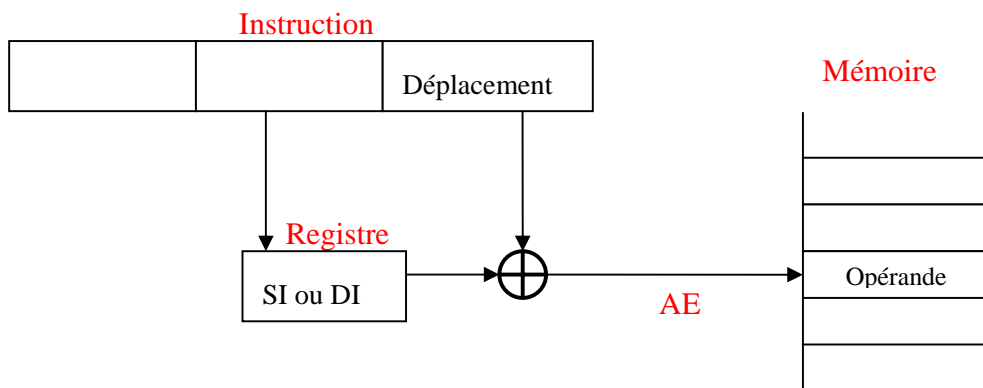 Instruction
Déplacement
Mémoire
Registre
SI ou DI
Opérande
AE